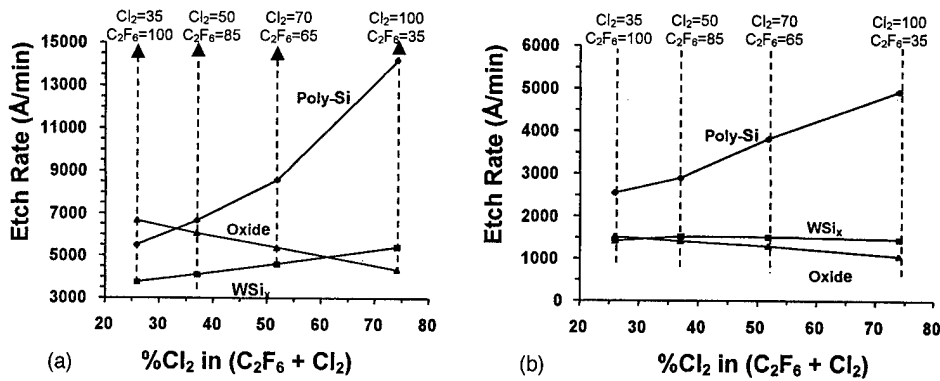 Cl₂=35 Cl₂=50 Cl₂=70 Cl₂=100
C₂F₆=100 C₂F₆=85 C₂F₆=65 C₂F₆=35
15000
13000
11000
9000
7000
5000
3000
Etch Rate (Å/min)
Poly-Si
Oxide
WSiₓ
20 30 40 50 60 70 80
(a) %Cl₂ in (C₂F₆ + Cl₂)
Cl₂=35 Cl₂=50 Cl₂=70 Cl₂=100
C₂F₆=100 C₂F₆=85 C₂F₆=65 C₂F₆=35
6000
5000
4000
3000
2000
1000
0
Etch Rate (Å/min)
Poly-Si
WSiₓ
Oxide
20 30 40 50 60 70 80
(b) %Cl₂ in (C₂F₆ + Cl₂)